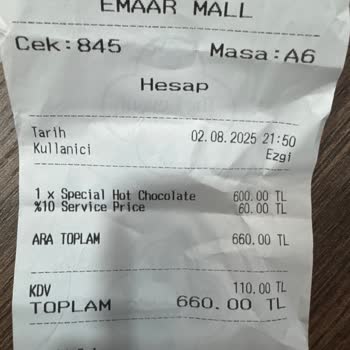 EMAAR MALL
Cek:845 Masa:A6
Hesap
Tarih 02.08.2025 21:50
Kullanici Ezgi
1 x Special Hot Chocolate 600.00 TL
%10 Service Price 60.00 TL
ARA TOPLAM 660.00 TL
KDV 110.00 TL
TOPLAM 660.00 TL